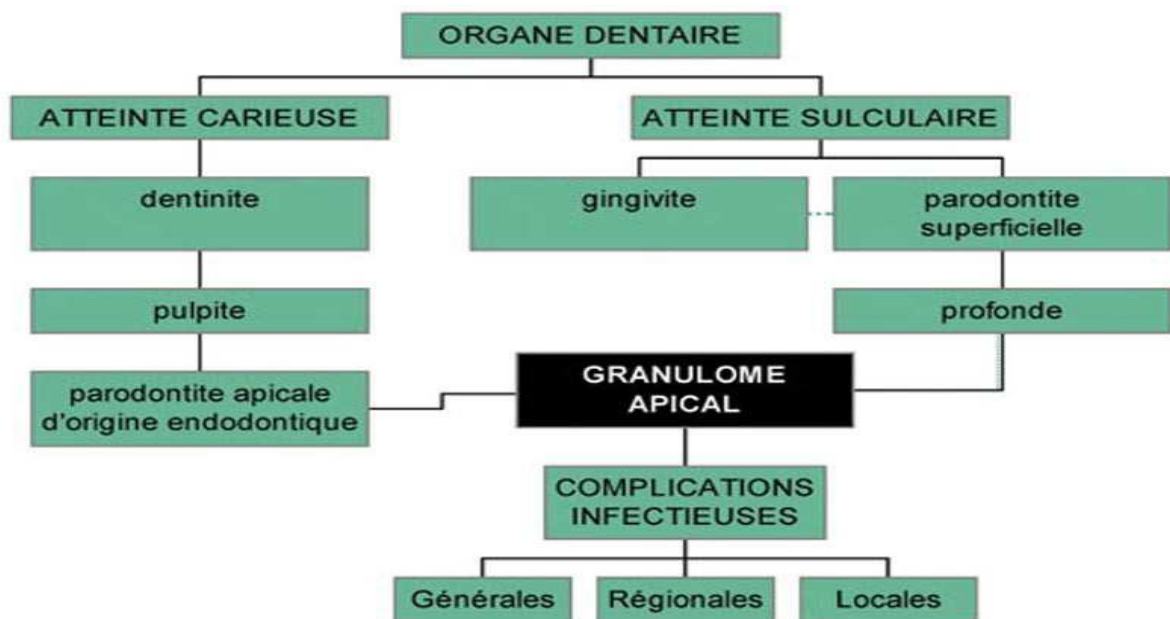 ORGANE DENTAIRE
ATTEINTE CARIEUSE
ATTEINTE SULCULAIRE
dentinite
gingivite
parodontite
superficielle
pulpite
profonde
parodontite apicale
d'origine endodontique
GRANULOME
APICAL
COMPLICATIONS
INFECTIEUSES
Générales
Régionales
Locales